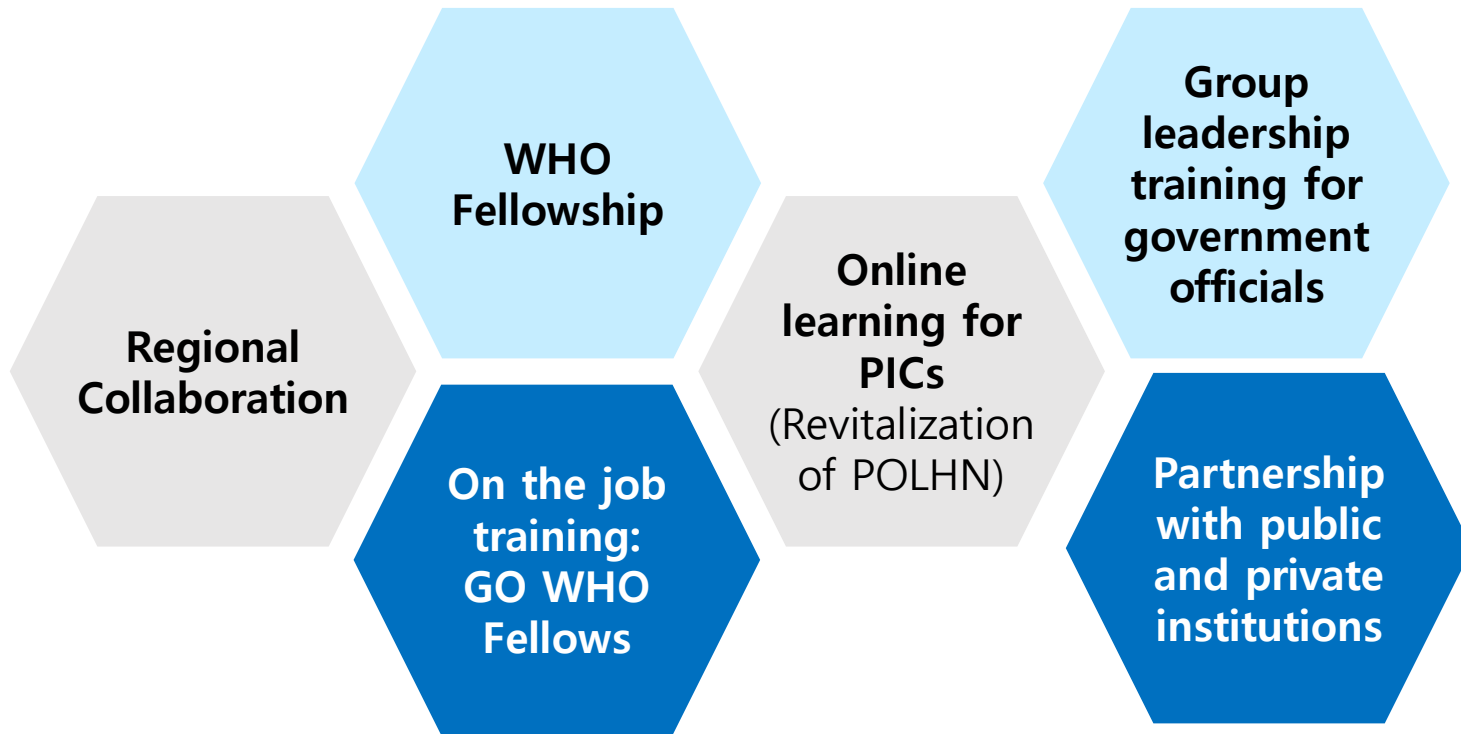 Regional
Collaboration
WHO
Fellowship
On the job
training:
GO WHO
Fellows
Online
learning for
PICs
(Revitalization
of POLHN)
Group
leadership
training for
government
officials
Partnership
with public
and private
institutions